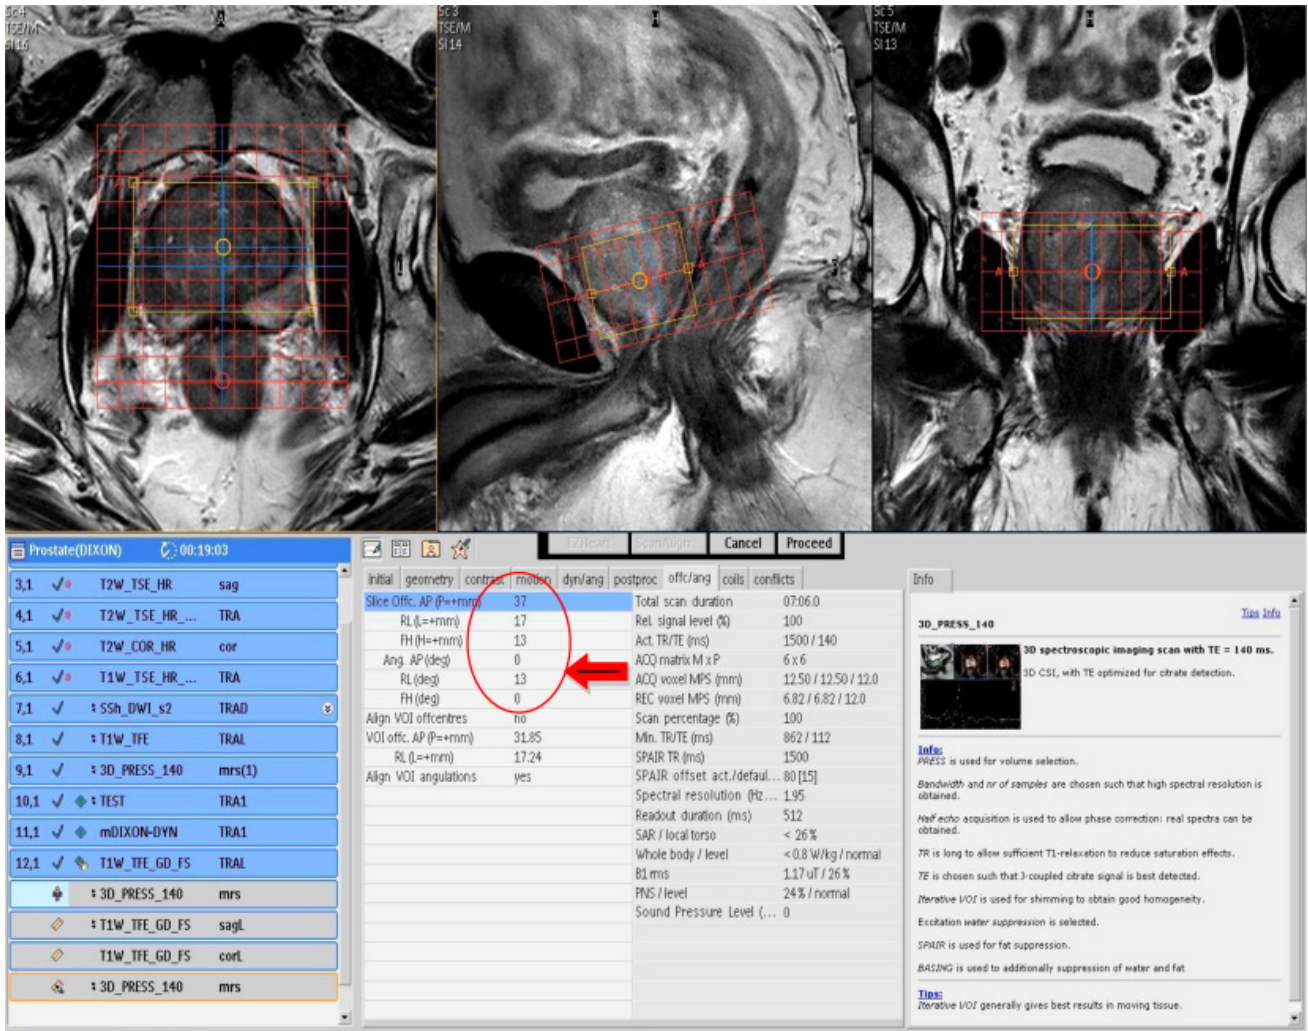 Sc 4
TSE/M
Sl 16
A
Sc 3
TSE/M
Sl 14
H
Sc 5
TSE/M
Sl 13
H
Prostate(DIXON) 00:19:03
3,1 T2W_TSE_HR sag
4,1 T2W_TSE_HR_... TRA
5,1 T2W_COR_HR cor
6,1 T1W_TSE_HR_... TRA
7,1 SSh_DWI_s2 TRAD
8,1 T1W_TFE TRAL
9,1 3D_PRESS_140 mrs(1)
10,1 TEST TRA1
11,1 mDIXON-DYN TRA1
12,1 T1W_TFE_GD_FS TRAL
3D_PRESS_140 mrs
T1W_TFE_GD_FS sagL
T1W_TFE_GD_FS corL
3D_PRESS_140 mrs
EZHeart ScanAlign Cancel Proceed
initial geometry contrast motion dyn/ang postproc offc/ang coils conflicts
Slice Offc. AP (P=+mm) 37
RL (L=+mm) 17
FH (H=+mm) 13
Ang. AP (deg) 0
RL (deg) 13
FH (deg) 0
Align VOI offcentres no
VOI offc. AP (P=+mm) 31.85
RL (L=+mm) 17.24
Align VOI angulations yes
Total scan duration 07:06.0
Rel. signal level (%) 100
Act. TR/TE (ms) 1500 / 140
ACQ matrix M x P 6 x 6
ACQ voxel MPS (mm) 12.50 / 12.50 / 12.0
REC voxel MPS (mm) 6.82 / 6.82 / 12.0
Scan percentage (%) 100
Min. TR/TE (ms) 862 / 112
SPAIR TR (ms) 1500
SPAIR offset act./defaul... 80 [15]
Spectral resolution (Hz... 1.95
Readout duration (ms) 512
SAR / local torso < 26 %
Whole body / level < 0.8 W/kg / normal
B1 rms 1.17 uT / 26 %
PNS / level 24 % / normal
Sound Pressure Level (... 0
Info
Tips Info
3D_PRESS_140
3D spectroscopic imaging scan with TE = 140 ms.
3D CSI, with TE optimized for citrate detection.
Info:
PRESS is used for volume selection.
Bandwidth and nr of samples are chosen such that high spectral resolution is
obtained.
Half echo acquisition is used to allow phase correction: real spectra can be
obtained.
TR is long to allow sufficient T1-relaxation to reduce saturation effects.
TE is chosen such that J-coupled citrate signal is best detected.
Iterative VOI is used for shimming to obtain good homogeneity.
Excitation water suppression is selected.
SPAIR is used for fat suppression.
BASING is used to additionally suppression of water and fat
Tips:
Iterative VOI generally gives best results in moving tissue.